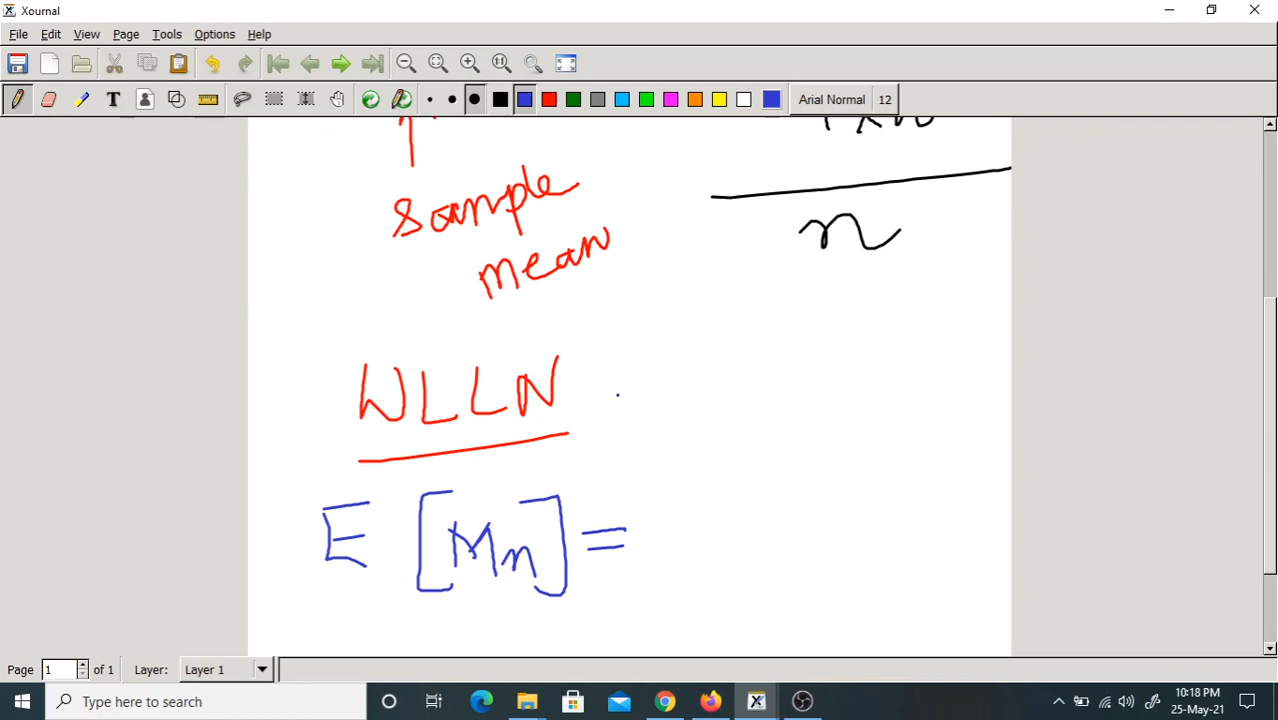 Xournal
File Edit View Page Tools Options Help
Arial Normal 12
+ Xn
n
Sample
mean
WLLN
E [Mn] =
Page 1 of 1 Layer: Layer 1
Type here to search
10:18 PM
25-May-21